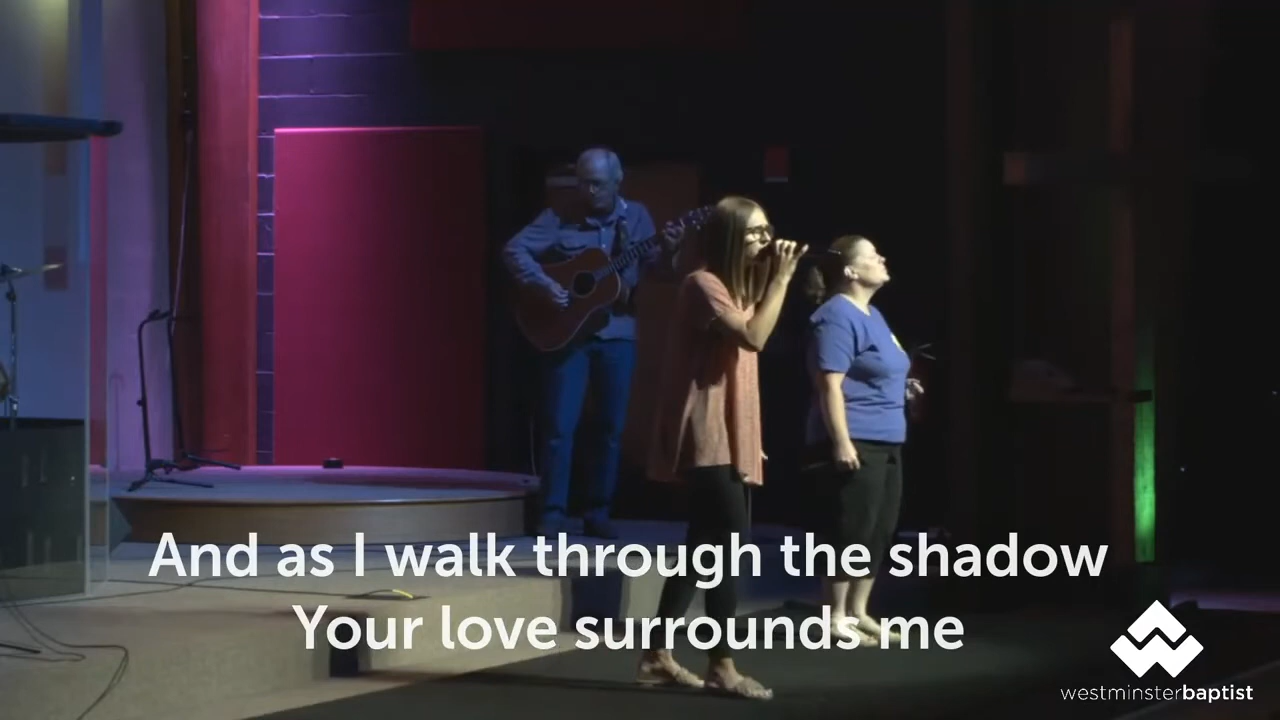 And as I walk through the shadow
Your love surrounds me
westminsterbaptist